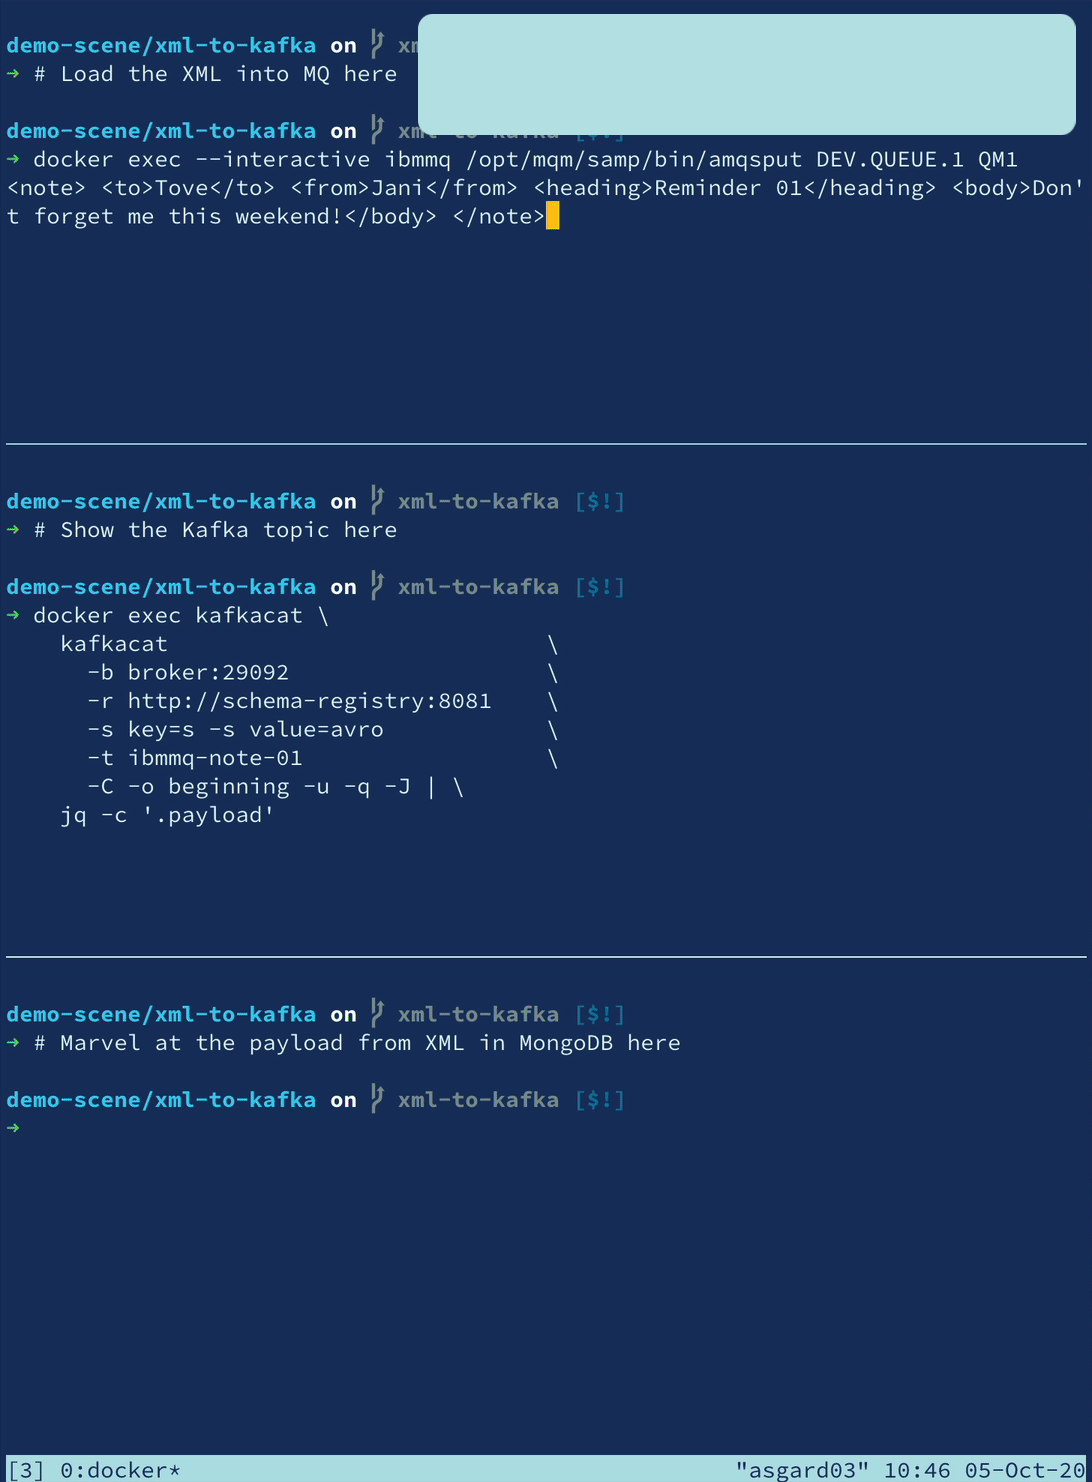 demo-scene/xml-to-kafka on
→ # Load the XML into MQ here
demo-scene/xml-to-kafka on xml-to-kafka [$!]
→ docker exec --interactive ibmmq /opt/mqm/samp/bin/amqsput DEV.QUEUE.1 QM1
<note> <to>Tove</to> <from>Jani</from> <heading>Reminder 01</heading> <body>Don'
t forget me this weekend!</body> </note>
demo-scene/xml-to-kafka on xml-to-kafka [$!]
→ # Show the Kafka topic here
demo-scene/xml-to-kafka on xml-to-kafka [$!]
→ docker exec kafkacat \
kafkacat \
-b broker:29092 \
-r http://schema-registry:8081 \
-s key=s -s value=avro \
-t ibmmq-note-01 \
-C -o beginning -u -q -J | \
jq -c '.payload'
demo-scene/xml-to-kafka on xml-to-kafka [$!]
→ # Marvel at the payload from XML in MongoDB here
demo-scene/xml-to-kafka on xml-to-kafka [$!]
→
[3] 0:docker* "asgard03" 10:46 05-Oct-20